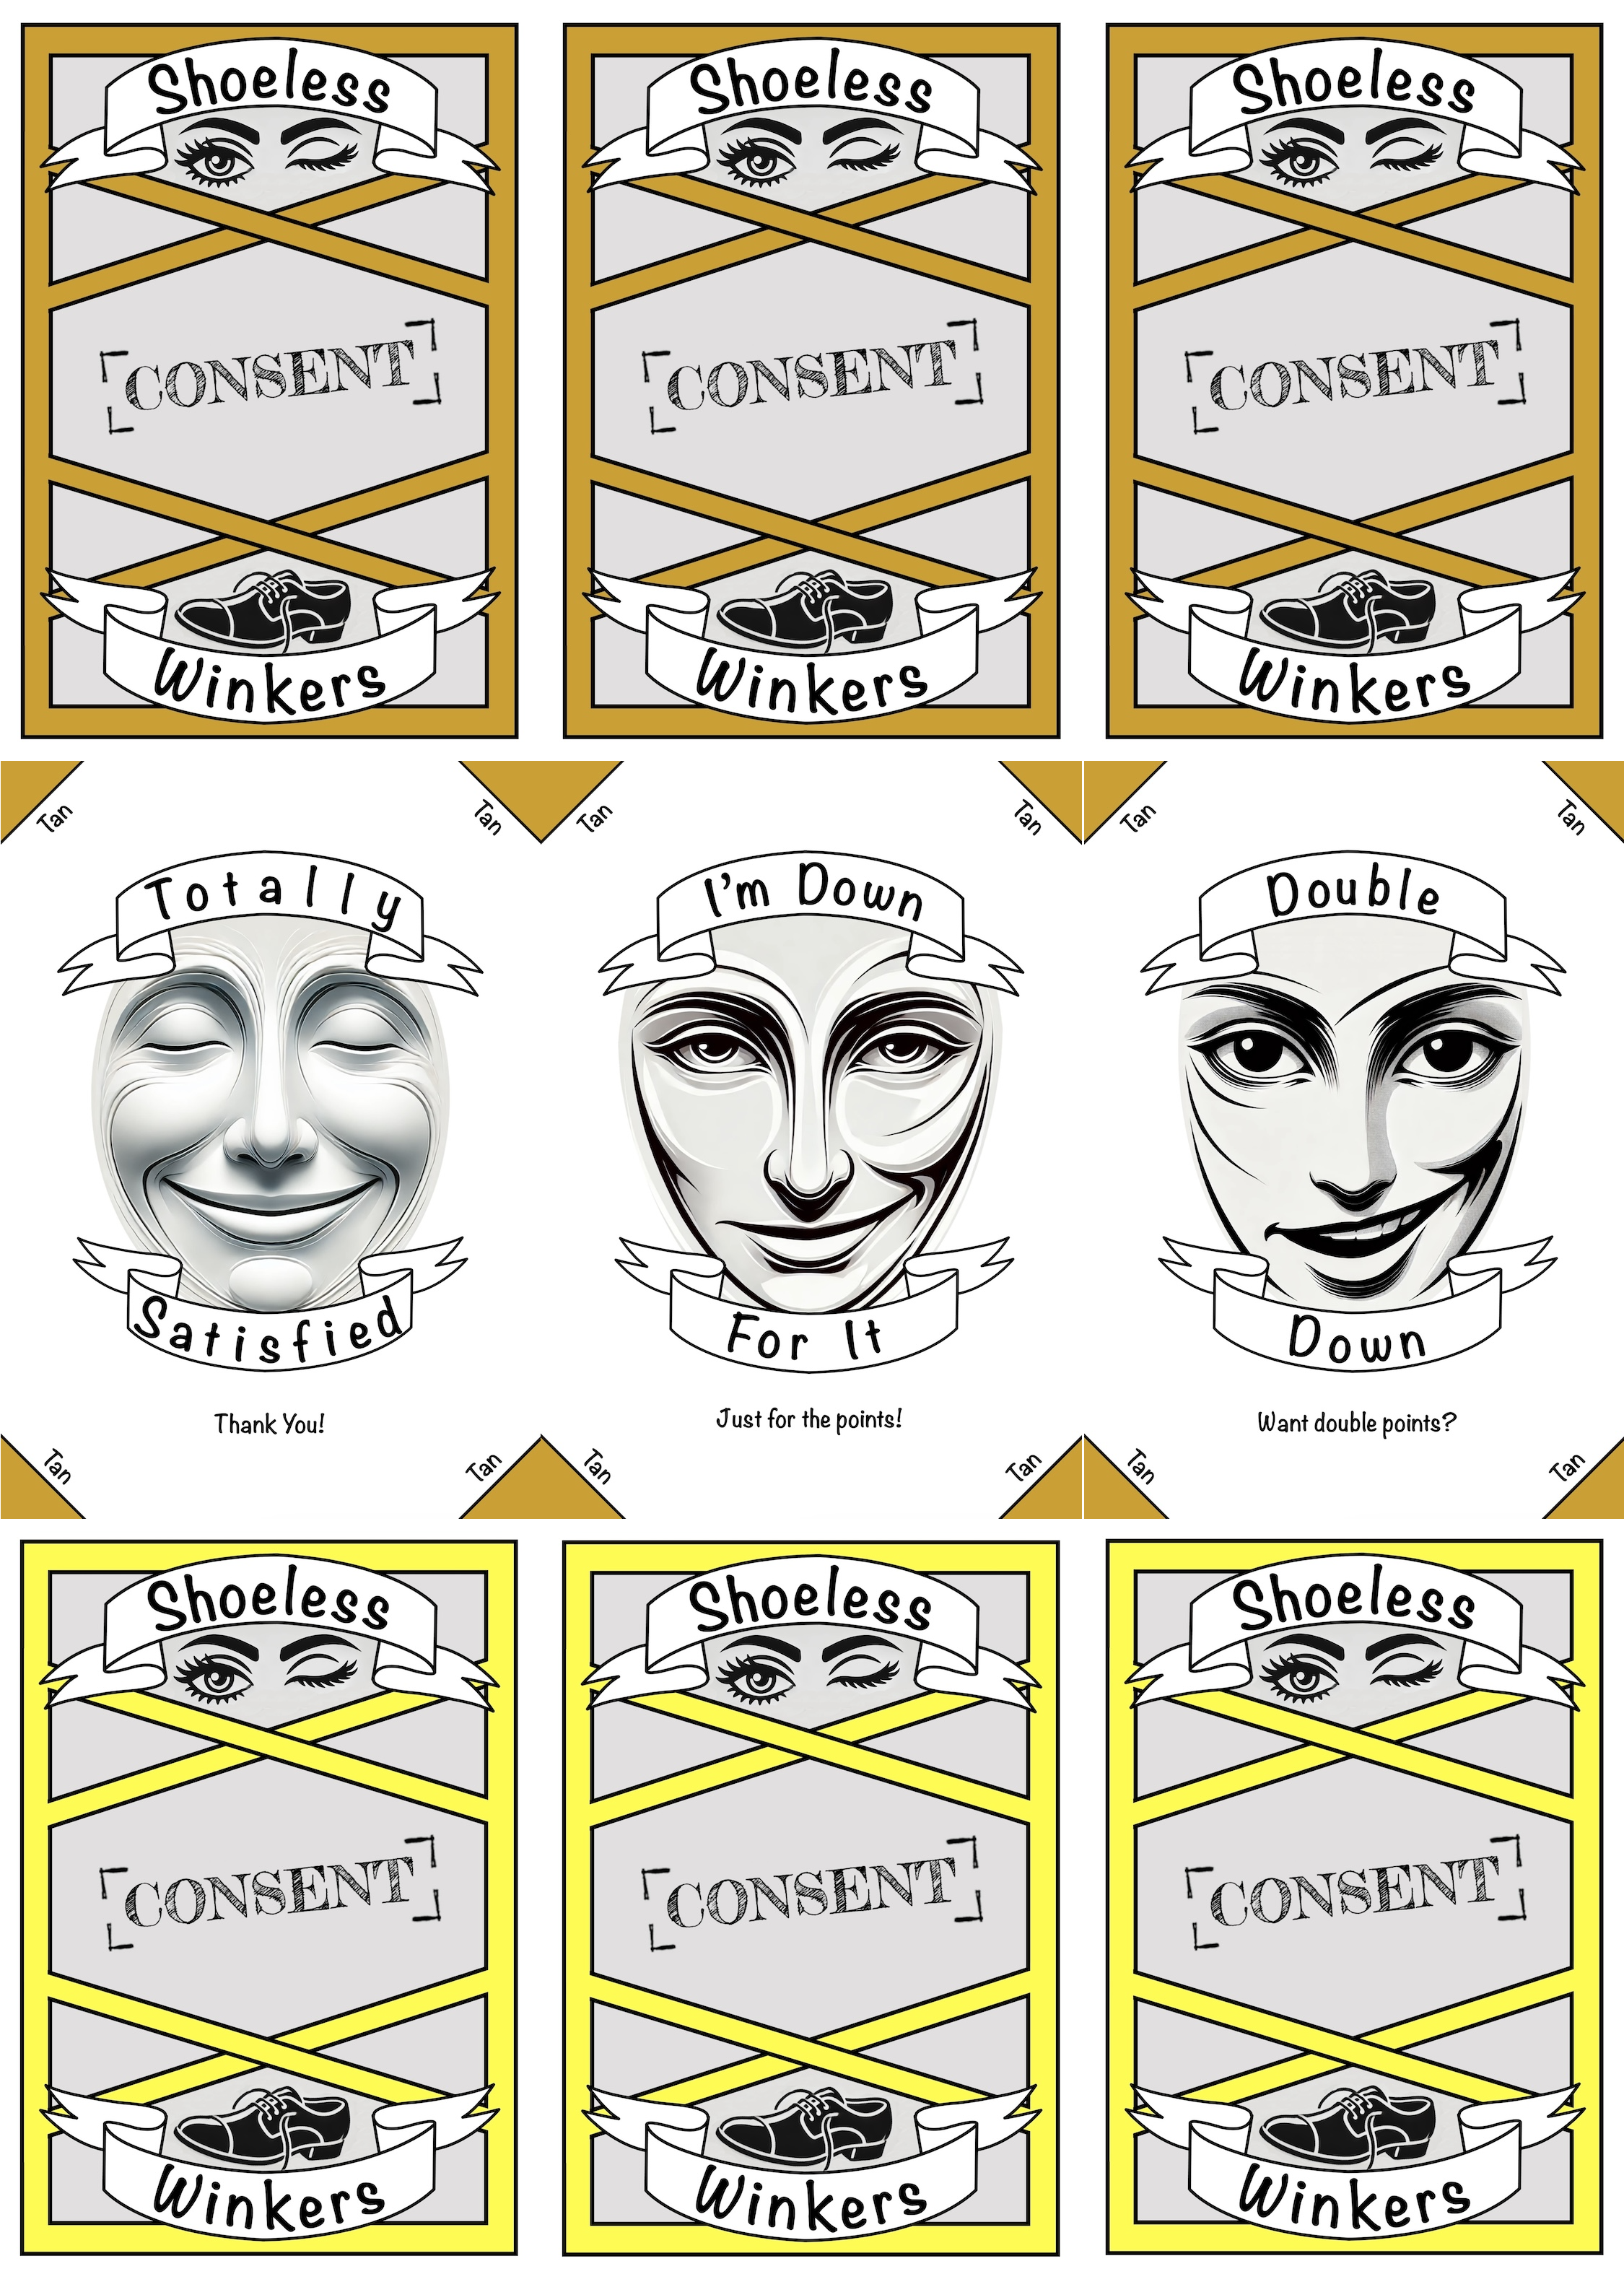 Shoeless
CONSENT
Winkers
Shoeless
CONSENT
Winkers
Shoeless
CONSENT
Winkers
Tan
Tan
Totally
Satisfied
Thank You!
Tan
Tan
Tan
Tan
I'm Down
For It
Just for the points!
Tan
Tan
Tan
Tan
Double
Down
Want double points?
Tan
Tan
Shoeless
CONSENT
Winkers
Shoeless
CONSENT
Winkers
Shoeless
CONSENT
Winkers